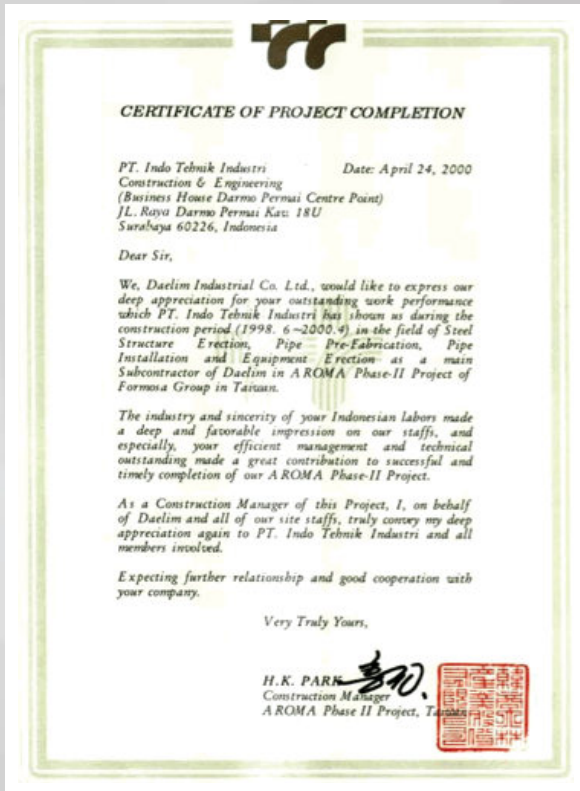 CERTIFICATE OF PROJECT COMPLETION
PT. Indo Tehnik Industri Date: April 24, 2000
Construction & Engineering
(Business House Darmo Permai Centre Point)
JL. Raya Darmo Permai Kav. 18U
Surabaya 60226, Indonesia
Dear Sir,
We, Daelim Industrial Co. Ltd., would like to express our
deep appreciation for your outstanding work performance
which PT. Indo Tehnik Industri has shown us during the
construction period (1998. 6~2000.4) in the field of Steel
Structure Erection, Pipe Pre-Fabrication, Pipe
Installation and Equipment Erection as a main
Subcontractor of Daelim in AROMA Phase-II Project of
Formosa Group in Taiwan.
The industry and sincerity of your Indonesian labors made
a deep and favorable impression on our staffs, and
especially, your efficient management and technical
outstanding made a great contribution to successful and
timely completion of our AROMA Phase-II Project.
As a Construction Manager of this Project, I, on behalf
of Daelim and all of our site staffs, truly convey my deep
appreciation again to PT. Indo Tehnik Industri and all
members involved.
Expecting further relationship and good cooperation with
your company.
Very Truly Yours,
H.K. PARK
Construction Manager
AROMA Phase II Project, Taiwan